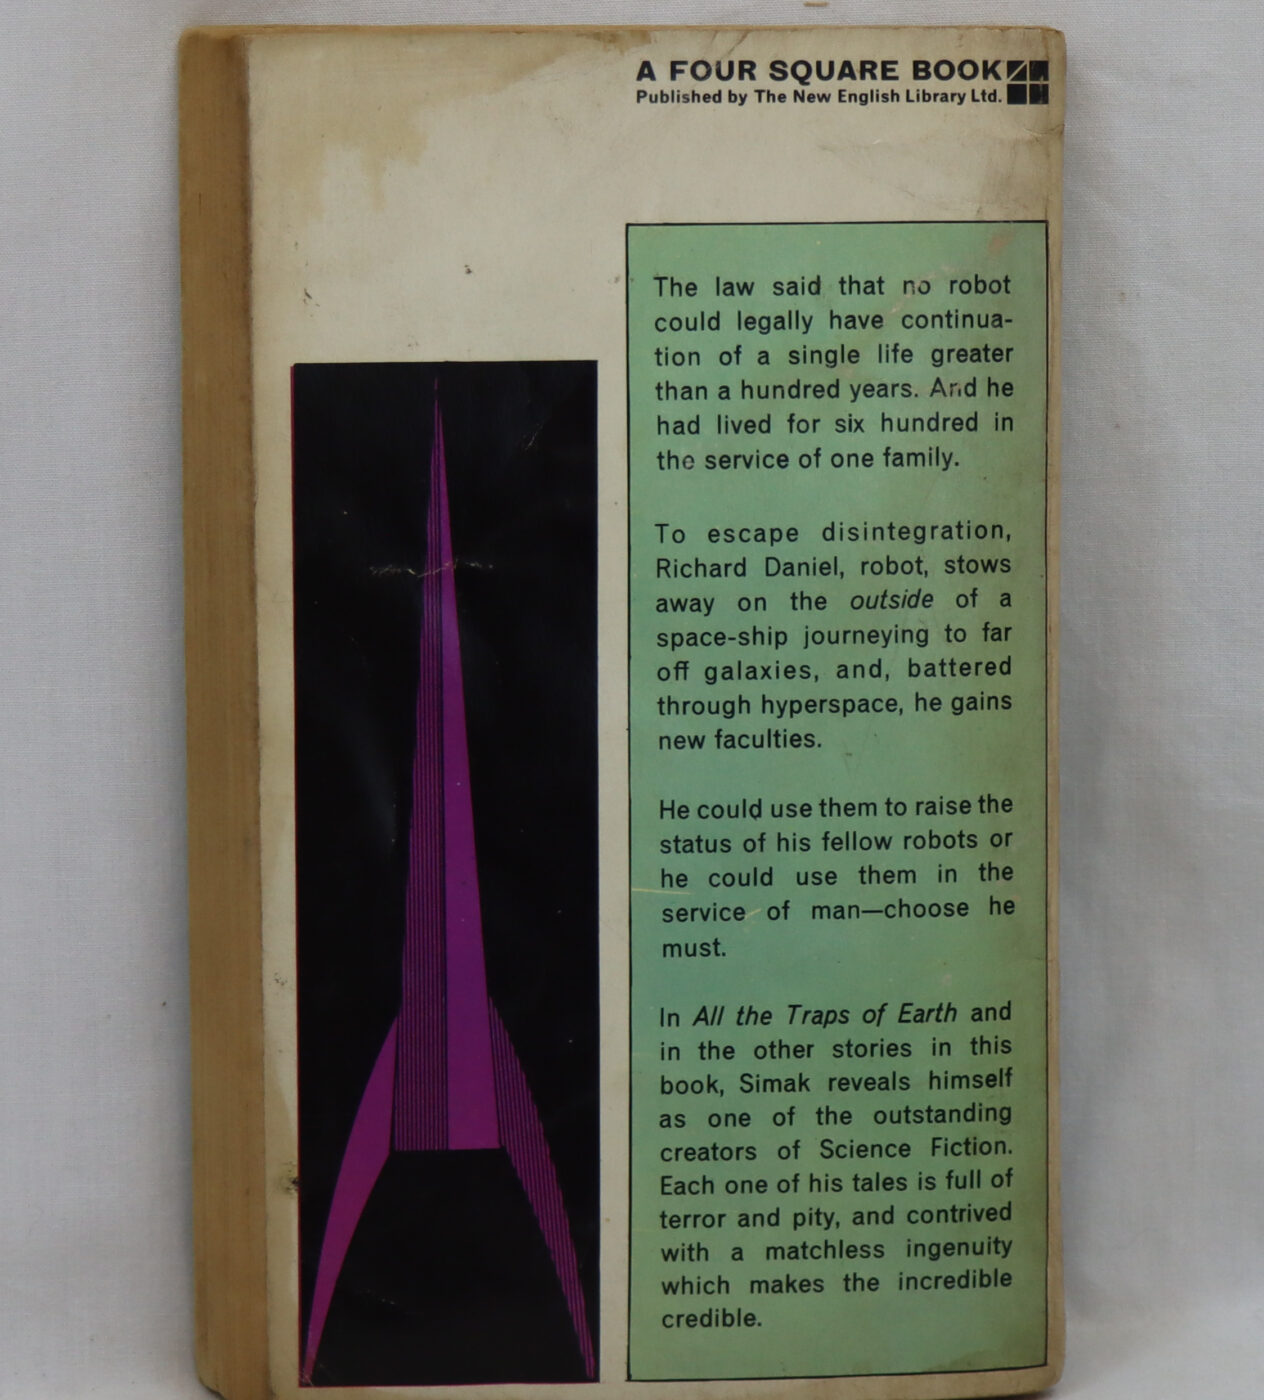 A FOUR SQUARE BOOK
Published by The New English Library Ltd.
The law said that no robot
could legally have continua-
tion of a single life greater
than a hundred years. And he
had lived for six hundred in
the service of one family.
To escape disintegration,
Richard Daniel, robot, stows
away on the outside of a
space-ship journeying to far
off galaxies, and, battered
through hyperspace, he gains
new faculties.
He could use them to raise the
status of his fellow robots or
he could use them in the
service of man—choose he
must.
In All the Traps of Earth and
in the other stories in this
book, Simak reveals himself
as one of the outstanding
creators of Science Fiction.
Each one of his tales is full of
terror and pity, and contrived
with a matchless ingenuity
which makes the incredible
credible.